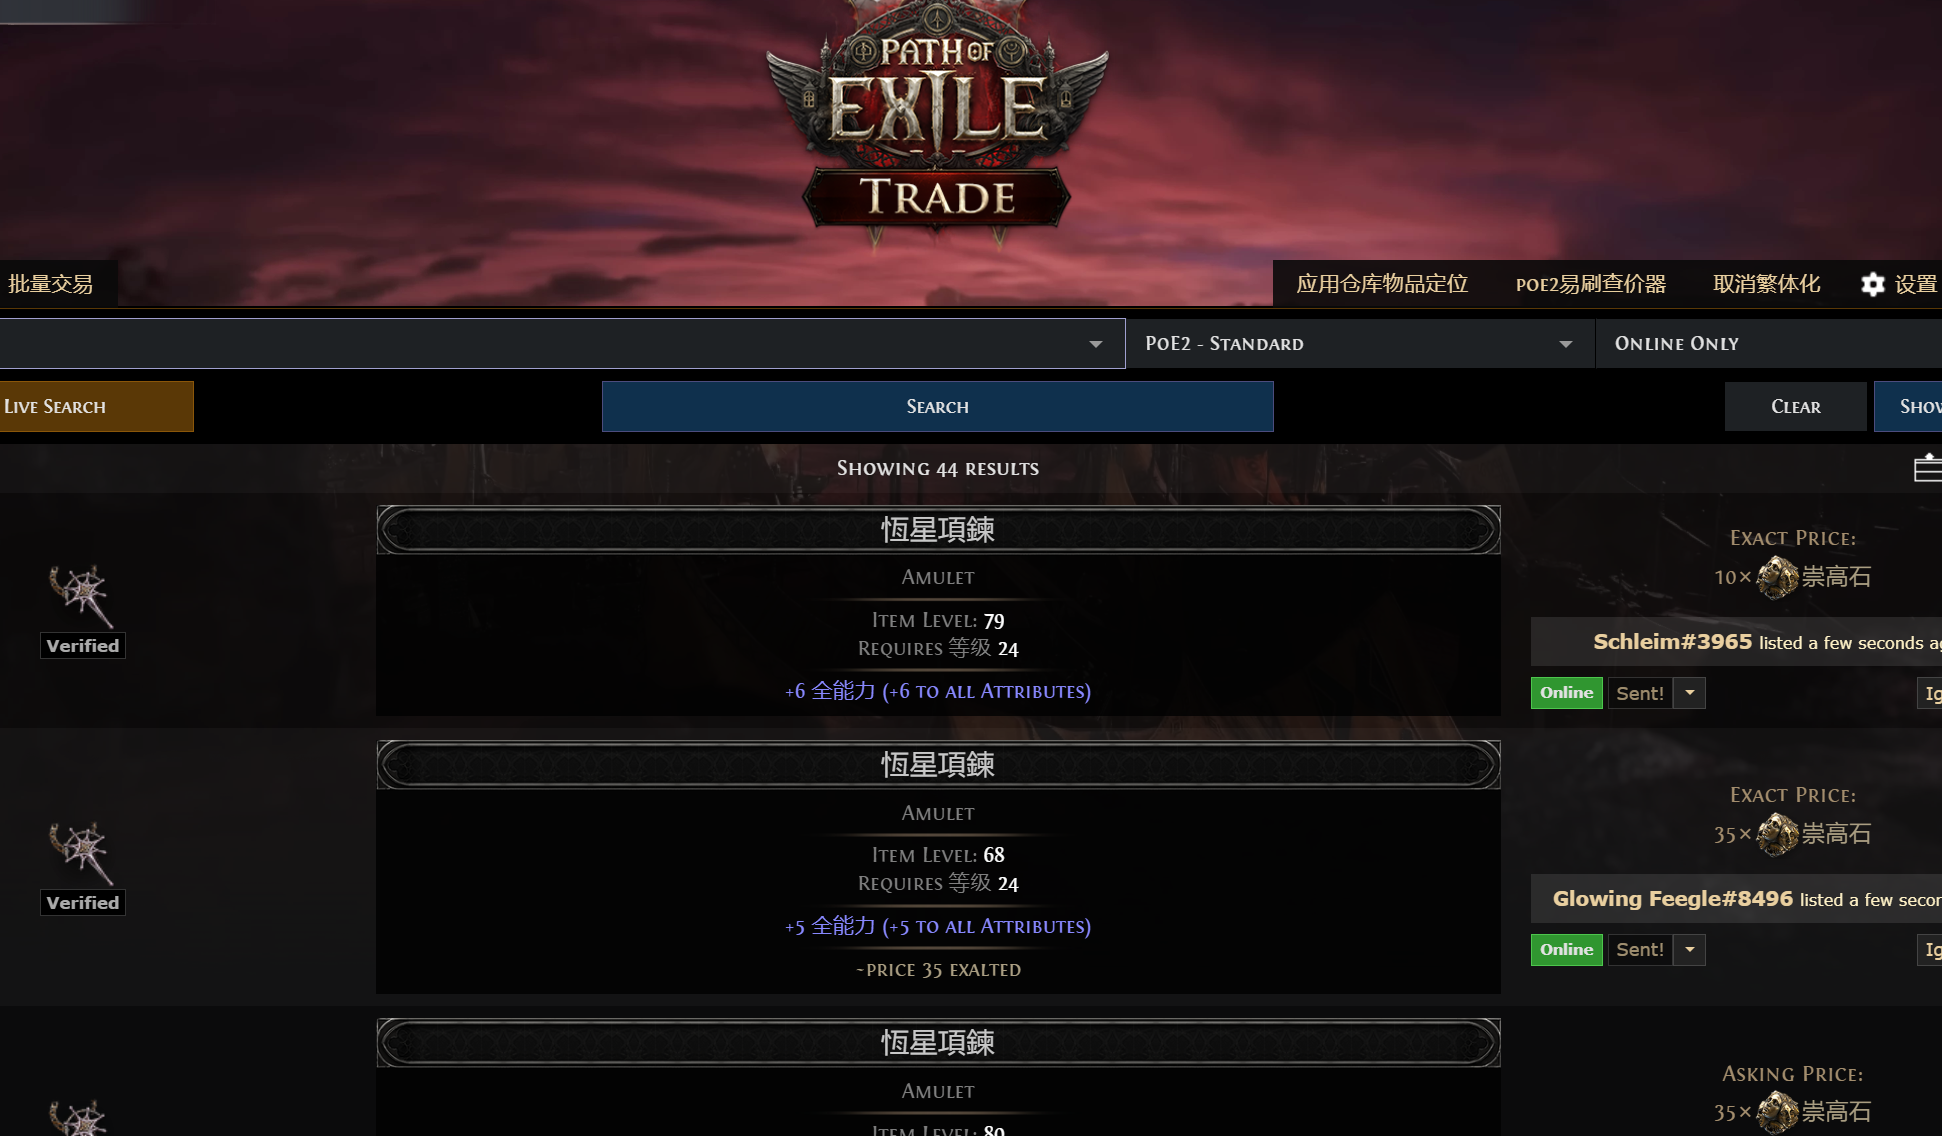 PATH OF
EXILE
TRADE
批量交易
应用仓库物品定位
POE2易刷查价器
取消繁体化
设置
PoE2 - Standard
Online Only
Live Search
Search
Clear
Show
Showing 44 results
恆星項鍊
Amulet
Item Level: 79
Requires 等级 24
+6 全能力 (+6 to all Attributes)
Verified
Exact Price:
10×崇高石
Schleim#3965 listed a few seconds ag
Online
Sent!
Ig
恆星項鍊
Amulet
Item Level: 68
Requires 等级 24
+5 全能力 (+5 to all Attributes)
~price 35 exalted
Verified
Exact Price:
35×崇高石
Glowing Feegle#8496 listed a few secon
Online
Sent!
Ig
恆星項鍊
Amulet
Item Level: 80
Asking Price:
35×崇高石